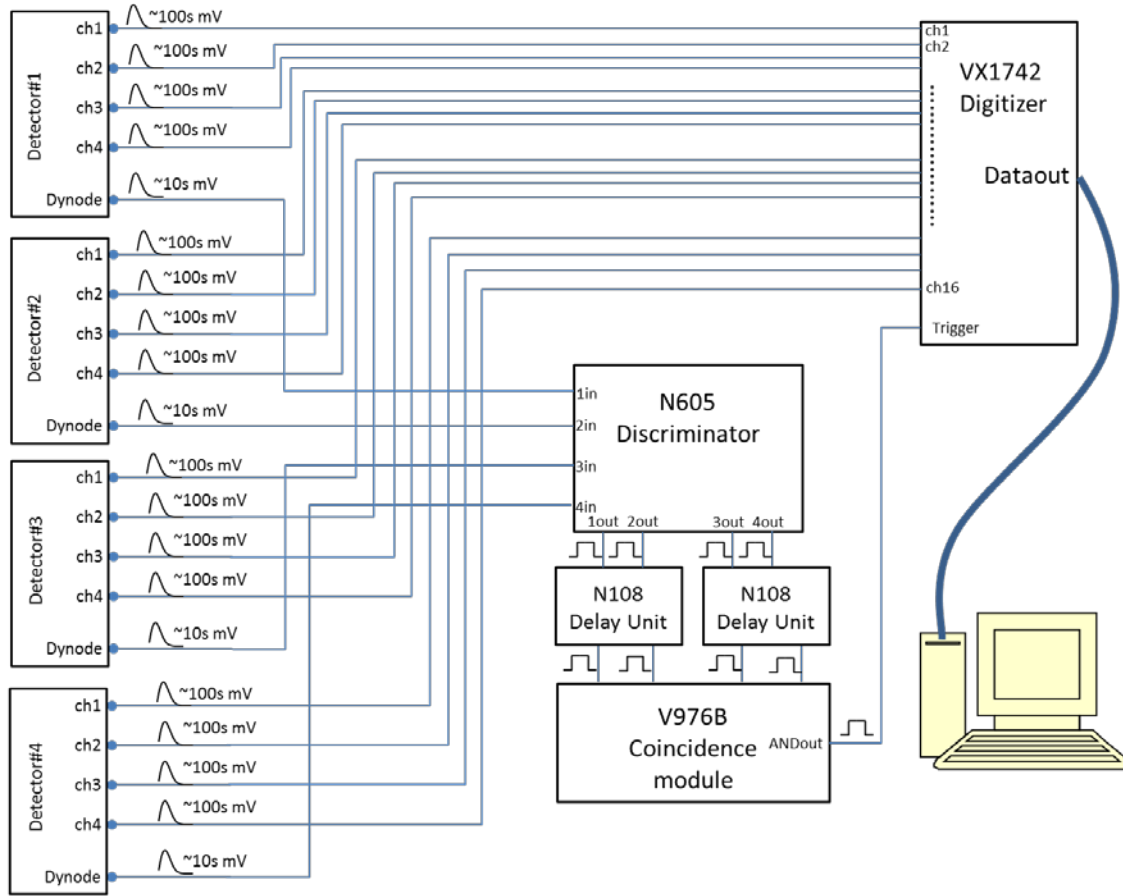 Detector#1
ch1
~100s mV
ch2
~100s mV
ch3
~100s mV
ch4
~100s mV
Dynode
~10s mV
Detector#2
ch1
~100s mV
ch2
~100s mV
ch3
~100s mV
ch4
~100s mV
Dynode
~10s mV
Detector#3
ch1
~100s mV
ch2
~100s mV
ch3
~100s mV
ch4
~100s mV
Dynode
~10s mV
Detector#4
ch1
~100s mV
ch2
~100s mV
ch3
~100s mV
ch4
~100s mV
Dynode
~10s mV
ch1
ch2
VX1742
Digitizer
Dataout
ch16
Trigger
1in
2in
3in
4in
N605
Discriminator
1out 2out 3out 4out
N108
Delay Unit
N108
Delay Unit
V976B
Coincidence
module
ANDout